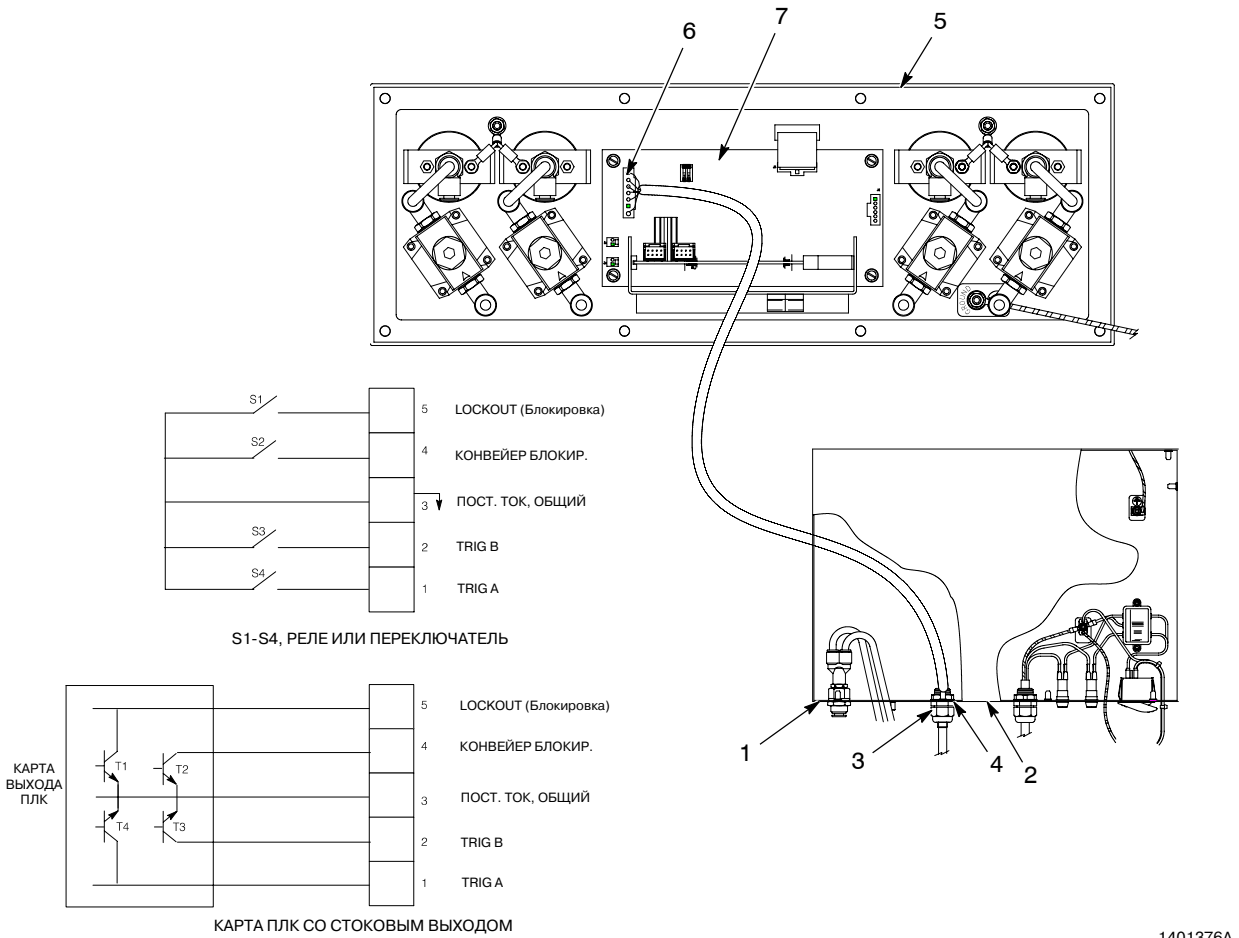 6
7
5
GROUND
S1
5 LOCKOUT (Блокировка)
S2
4 КОНВЕЙЕР БЛОКИР.
3 ПОСТ. ТОК, ОБЩИЙ
S3
2 TRIG B
S4
1 TRIG A
S1-S4, РЕЛЕ ИЛИ ПЕРЕКЛЮЧАТЕЛЬ
1
3
4
2
КАРТА
ВЫХОДА
ПЛК
T1
T2
T4
T3
5 LOCKOUT (Блокировка)
4 КОНВЕЙЕР БЛОКИР.
3 ПОСТ. ТОК, ОБЩИЙ
2 TRIG B
1 TRIG A
КАРТА ПЛК СО СТОКОВЫМ ВЫХОДОМ
1401376A